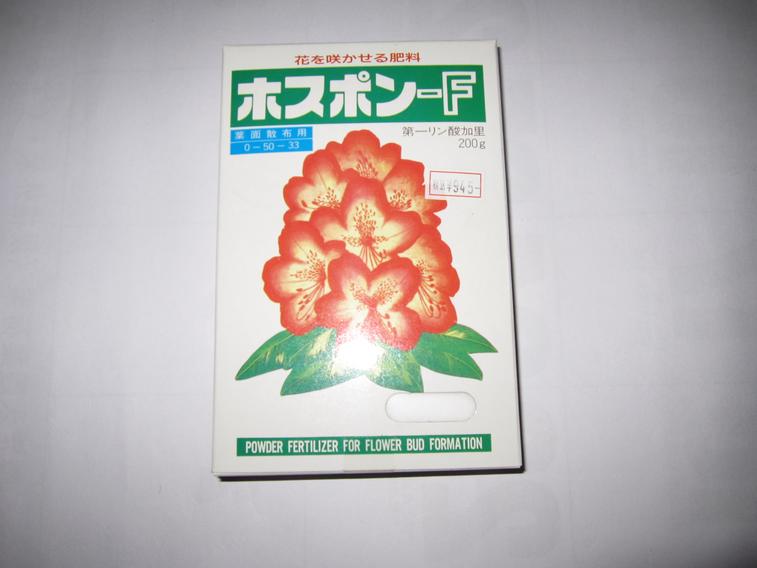 花を咲かせる肥料
ホスポン-F
葉面散布用
0-50-33
第一リン酸加里
200g
¥945-
POWDER FERTILIZER FOR FLOWER BUD FORMATION